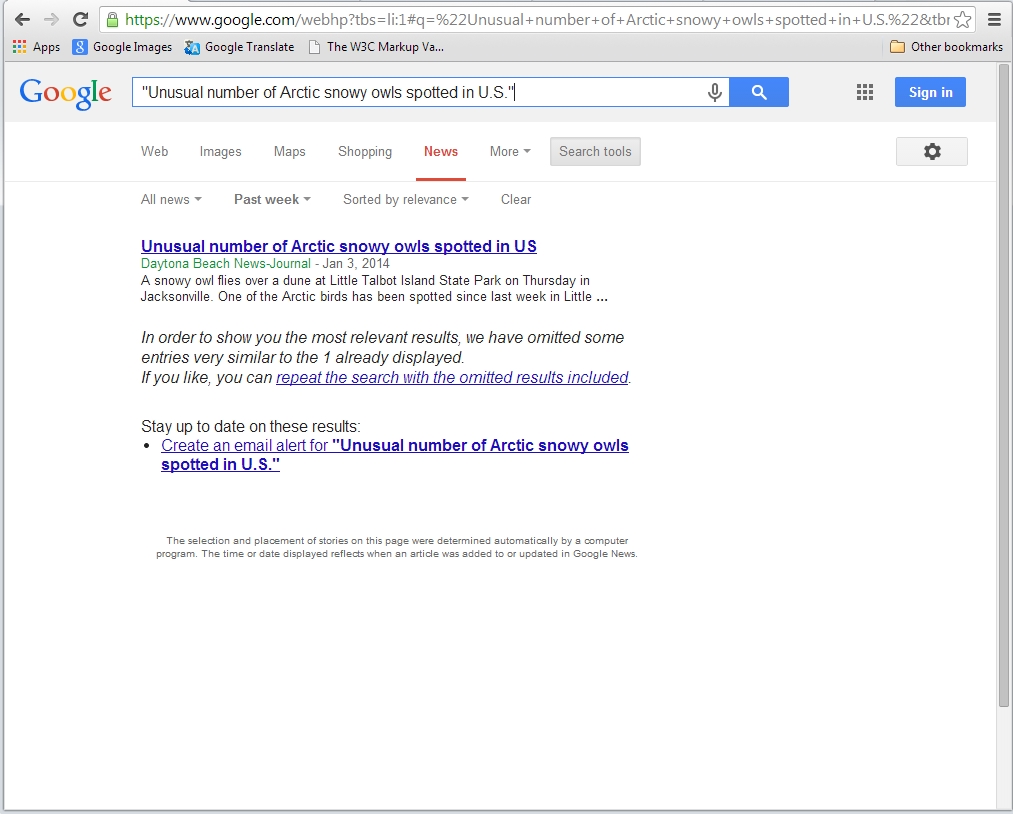 https://www.google.com/webhp?tbs=li:1#q=%22Unusual+number+of+Arctic+snowy+owls+spotted+in+U.S.%22&tbr
Apps Google Images Google Translate The W3C Markup Va... Other bookmarks
Google "Unusual number of Arctic snowy owls spotted in U.S." Sign in
Web Images Maps Shopping News More Search tools
All news Past week Sorted by relevance Clear
Unusual number of Arctic snowy owls spotted in US
Daytona Beach News-Journal - Jan 3, 2014
A snowy owl flies over a dune at Little Talbot Island State Park on Thursday in
Jacksonville. One of the Arctic birds has been spotted since last week in Little ...
In order to show you the most relevant results, we have omitted some
entries very similar to the 1 already displayed.
If you like, you can repeat the search with the omitted results included.
Stay up to date on these results:
• Create an email alert for "Unusual number of Arctic snowy owls
spotted in U.S."
The selection and placement of stories on this page were determined automatically by a computer
program. The time or date displayed reflects when an article was added to or updated in Google News.